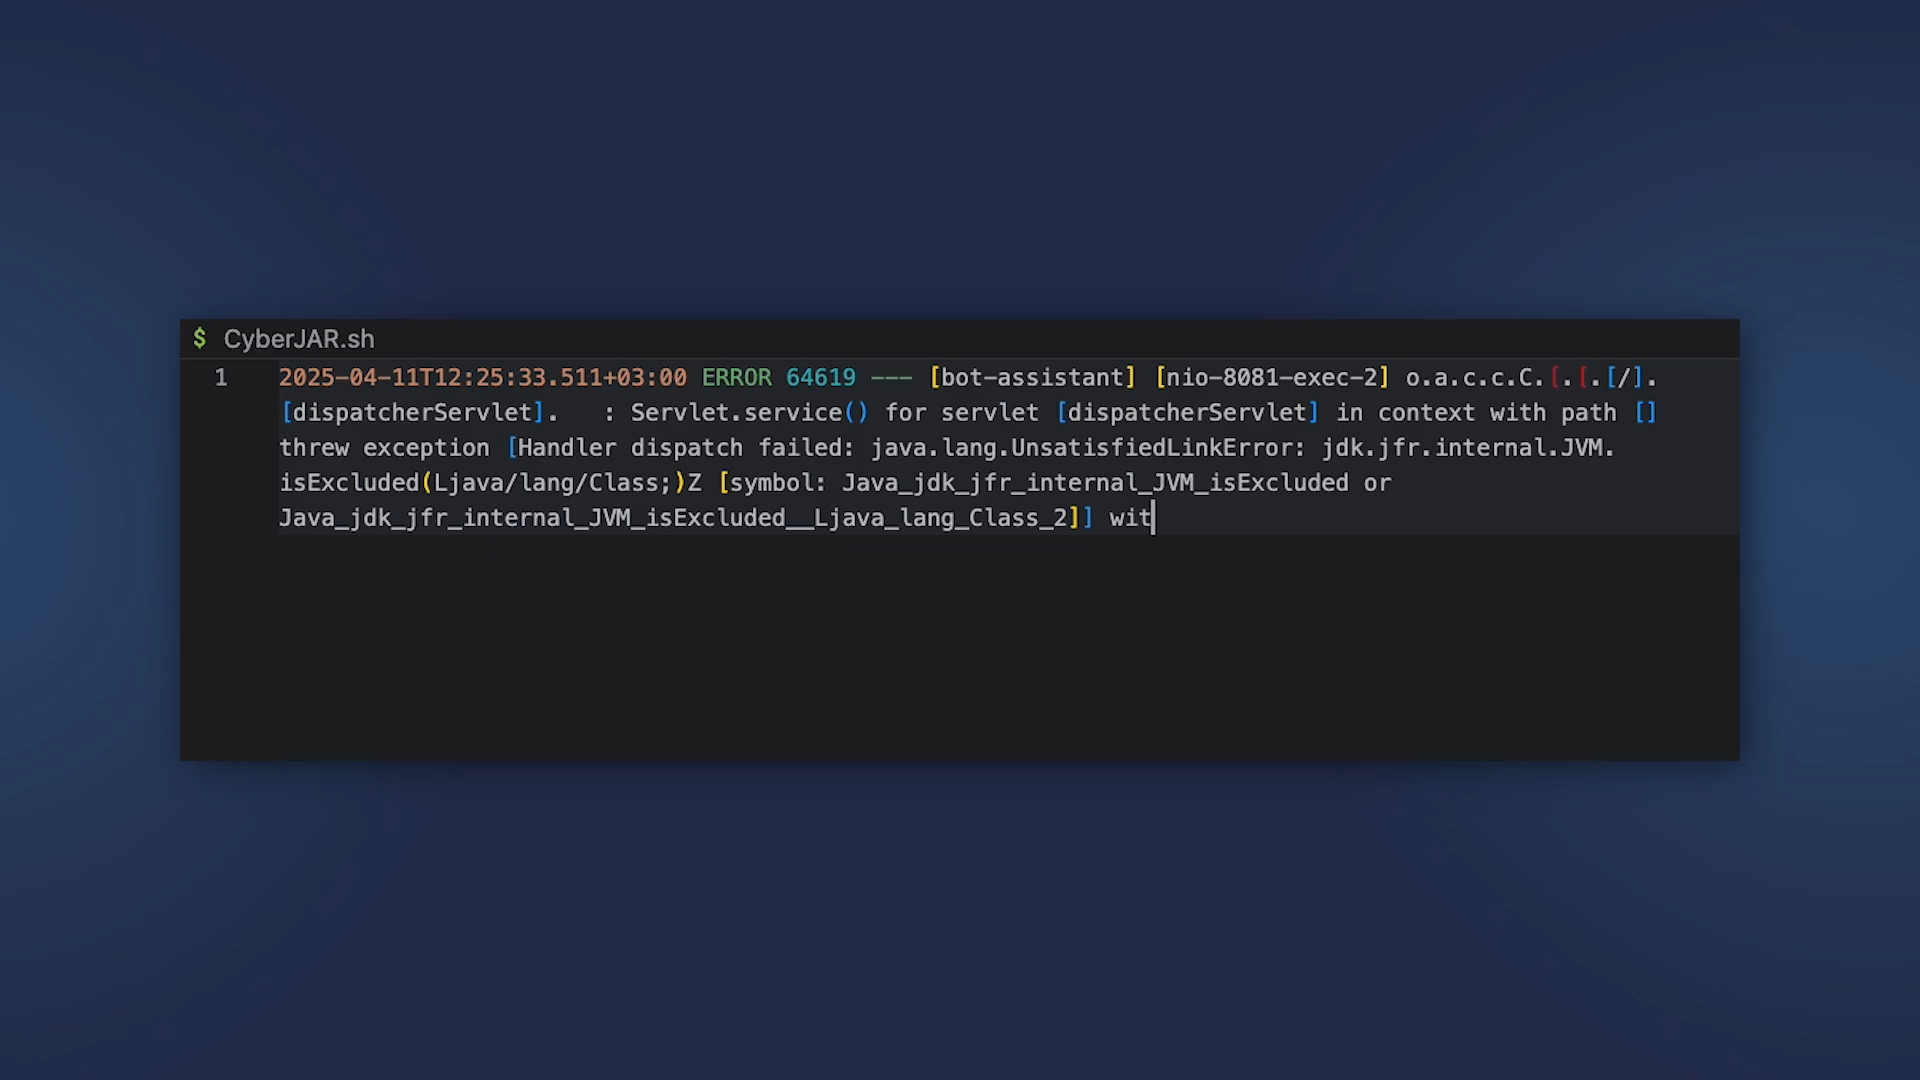 $ CyberJAR.sh
1 2025-04-11T12:25:33.511+03:00 ERROR 64619 --- [bot-assistant] [nio-8081-exec-2] o.a.c.c.C.[.[.[/].
[dispatcherServlet].   : Servlet.service() for servlet [dispatcherServlet] in context with path []
threw exception [Handler dispatch failed: java.lang.UnsatisfiedLinkError: jdk.jfr.internal.JVM.
isExcluded(Ljava/lang/Class;)Z [symbol: Java_jdk_jfr_internal_JVM_isExcluded or
Java_jdk_jfr_internal_JVM_isExcluded__Ljava_lang_Class_2]] wit